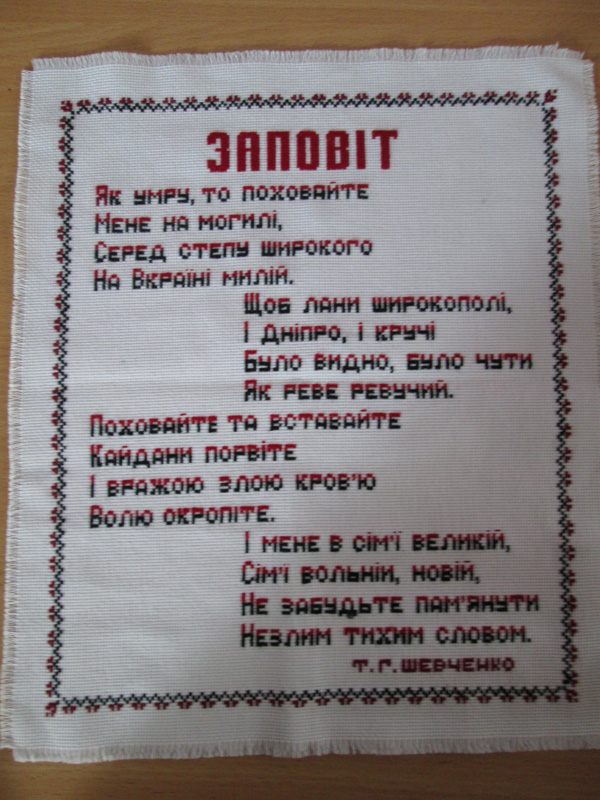 ЗАПОВІТ
Як умру, то поховайте
Мене на могилі,
Серед степу широкого
На Вкраїні милій.
Щоб лани широкополі,
І Дніпро, і кручі
Було видно, було чути
Як реве ревучий.
Поховайте та вставайте
Кайдани порвіте
І вражою злою кров'ю
Волю окропіте.
І мене в сім'ї великій,
Сім'ї вольній, новій,
Не забудьте пам'янути
Незлим тихим словом.
Т.Г.Шевченко